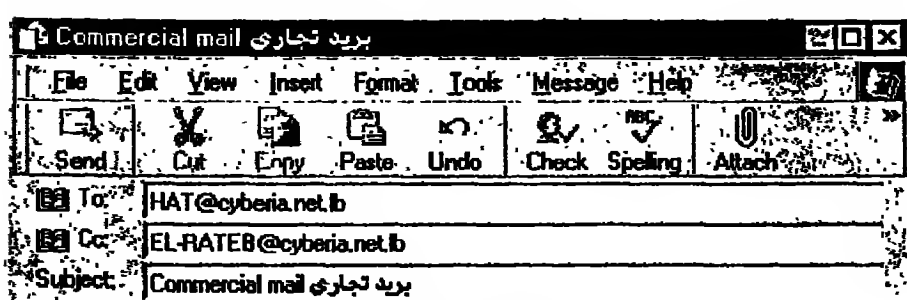 Commercial mail بريد تجاري
File Edit View Insert Format Tools Message Help
Send Cut Copy Paste Undo Check Spelling Attach
To: HAT@cyberia.net.lb
Cc: EL-RATEB@cyberia.net.lb
Subject: Commercial mail بريد تجاري